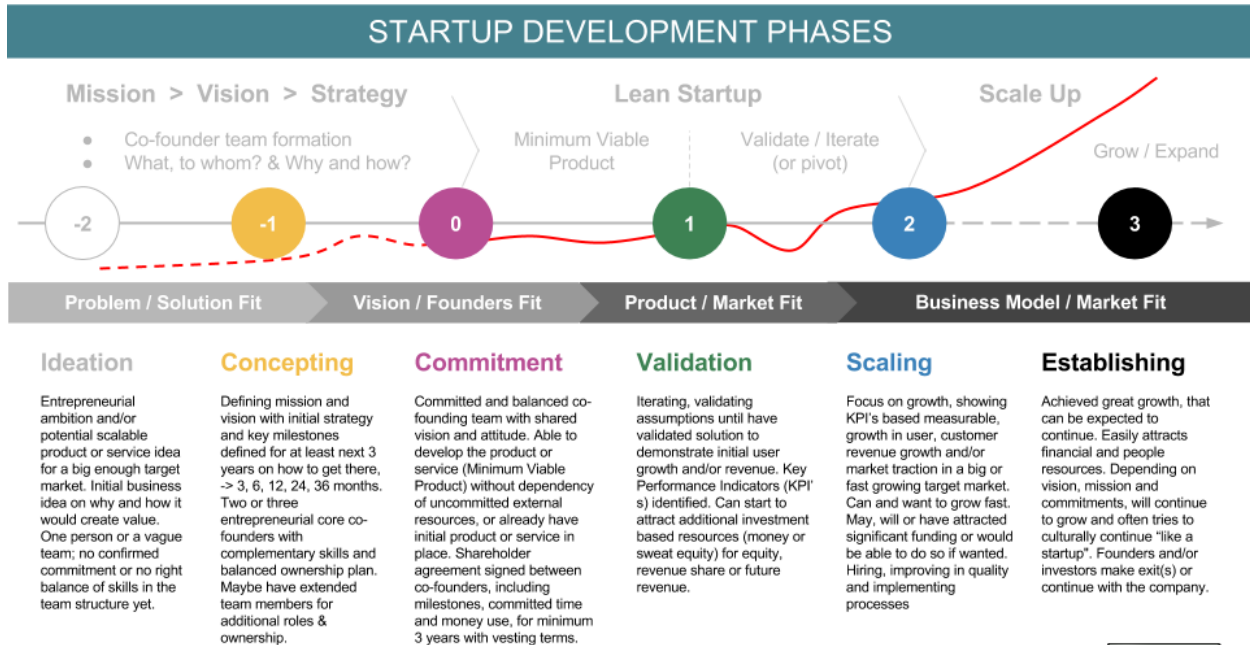 STARTUP DEVELOPMENT PHASES
Mission > Vision > Strategy
● Co-founder team formation
● What, to whom? & Why and how?
Lean Startup
Minimum Viable
Product
Validate / Iterate
(or pivot)
Scale Up
Grow / Expand
-2
-1
0
1
2
3
Problem / Solution Fit
Vision / Founders Fit
Product / Market Fit
Business Model / Market Fit
Ideation
Entrepreneurial
ambition and/or
potential scalable
product or service idea
for a big enough target
market. Initial business
idea on why and how it
would create value.
One person or a vague
team; no confirmed
commitment or no right
balance of skills in the
team structure yet.
Concepting
Defining mission and
vision with initial strategy
and key milestones
defined for at least next 3
years on how to get there,
-> 3, 6, 12, 24, 36 months.
Two or three
entrepreneurial core co-
founders with
complementary skills and
balanced ownership plan.
Maybe have extended
team members for
additional roles &
ownership.
Commitment
Committed and balanced co-
founding team with shared
vision and attitude. Able to
develop the product or
service (Minimum Viable
Product) without dependency
of uncommitted external
resources, or already have
initial product or service in
place. Shareholder
agreement signed between
co-founders, including
milestones, committed time
and money use, for minimum
3 years with vesting terms.
Validation
Iterating, validating
assumptions until have
validated solution to
demonstrate initial user
growth and/or revenue. Key
Performance Indicators (KPI'
s) identified. Can start to
attract additional investment
based resources (money or
sweat equity) for equity,
revenue share or future
revenue.
Scaling
Focus on growth, showing
KPI's based measurable,
growth in user, customer
revenue growth and/or
market traction in a big or
fast growing target market.
Can and want to grow fast.
May, will or have attracted
significant funding or would
be able to do so if wanted.
Hiring, improving in quality
and implementing
processes
Establishing
Achieved great growth, that
can be expected to
continue. Easily attracts
financial and people
resources. Depending on
vision, mission and
commitments, will continue
to grow and often tries to
culturally continue “like a
startup”. Founders and/or
investors make exit(s) or
continue with the company.